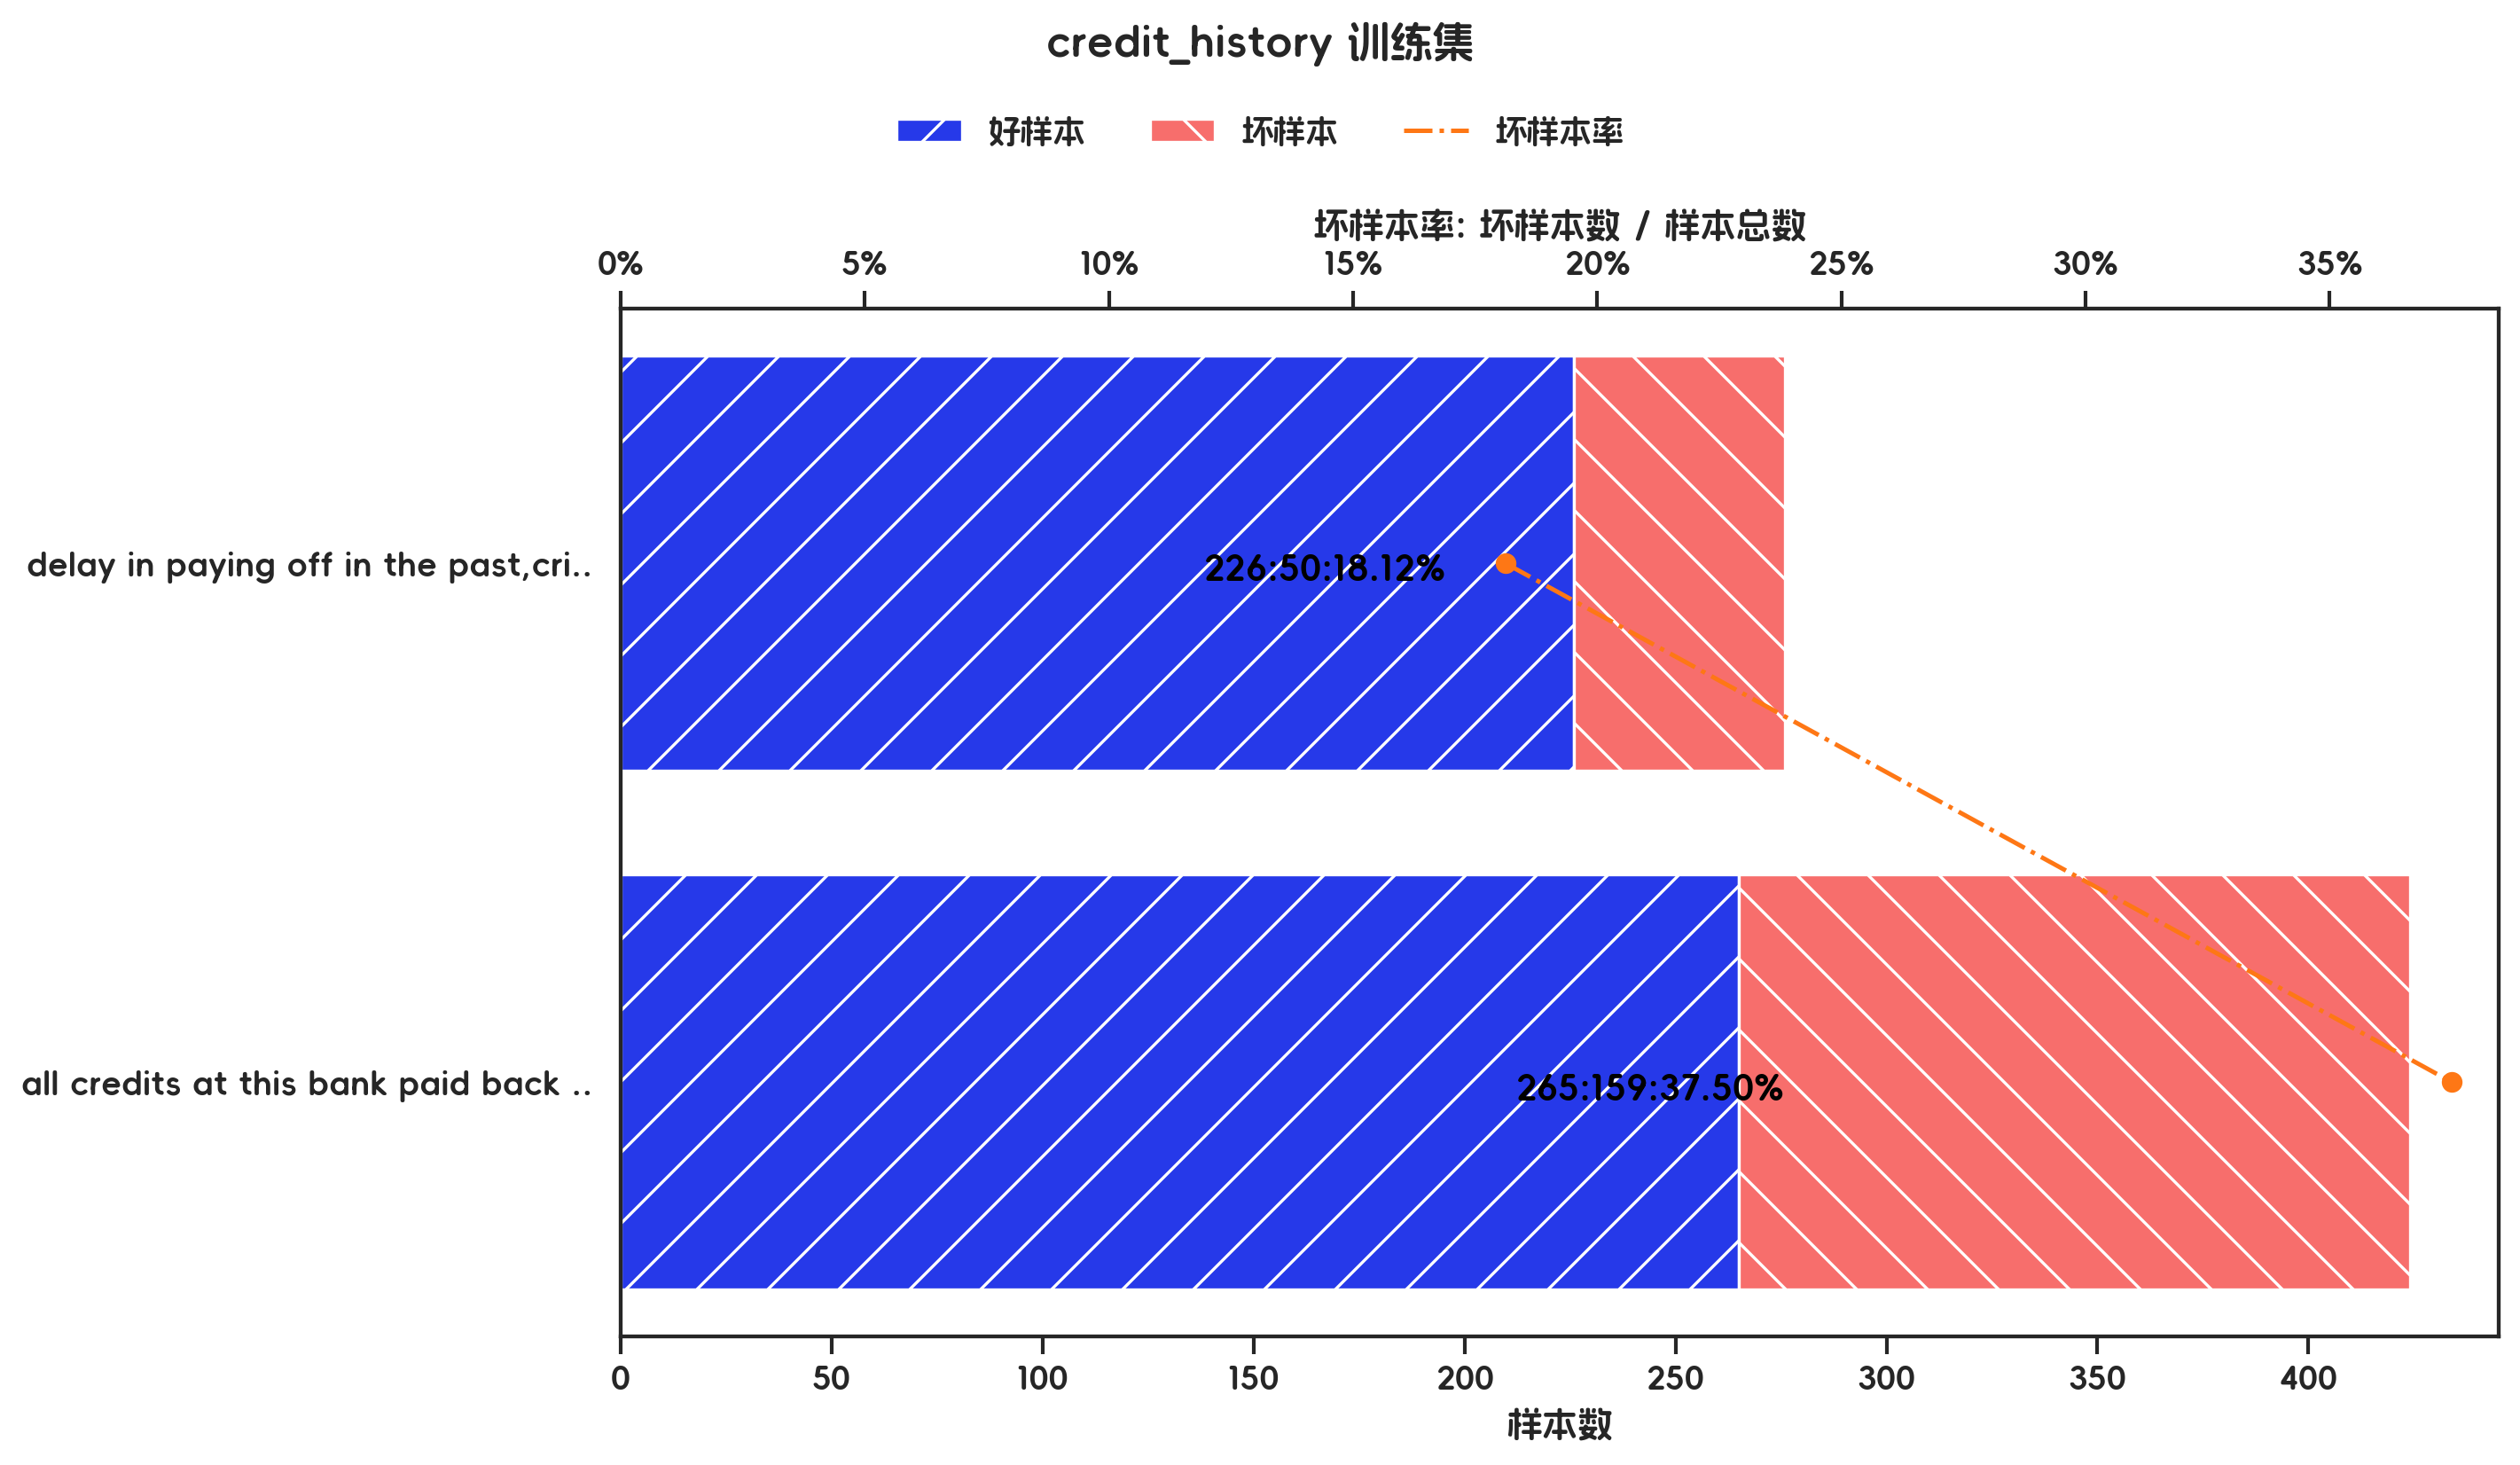 credit_history 训练集
好样本 坏样本 坏样本率
坏样本率: 坏样本数 / 样本总数
0% 5% 10% 15% 20% 25% 30% 35%
delay in paying off in the past,cri..
226:50:18.12%
all credits at this bank paid back ..
265:159:37.50%
0 50 100 150 200 250 300 350 400
样本数